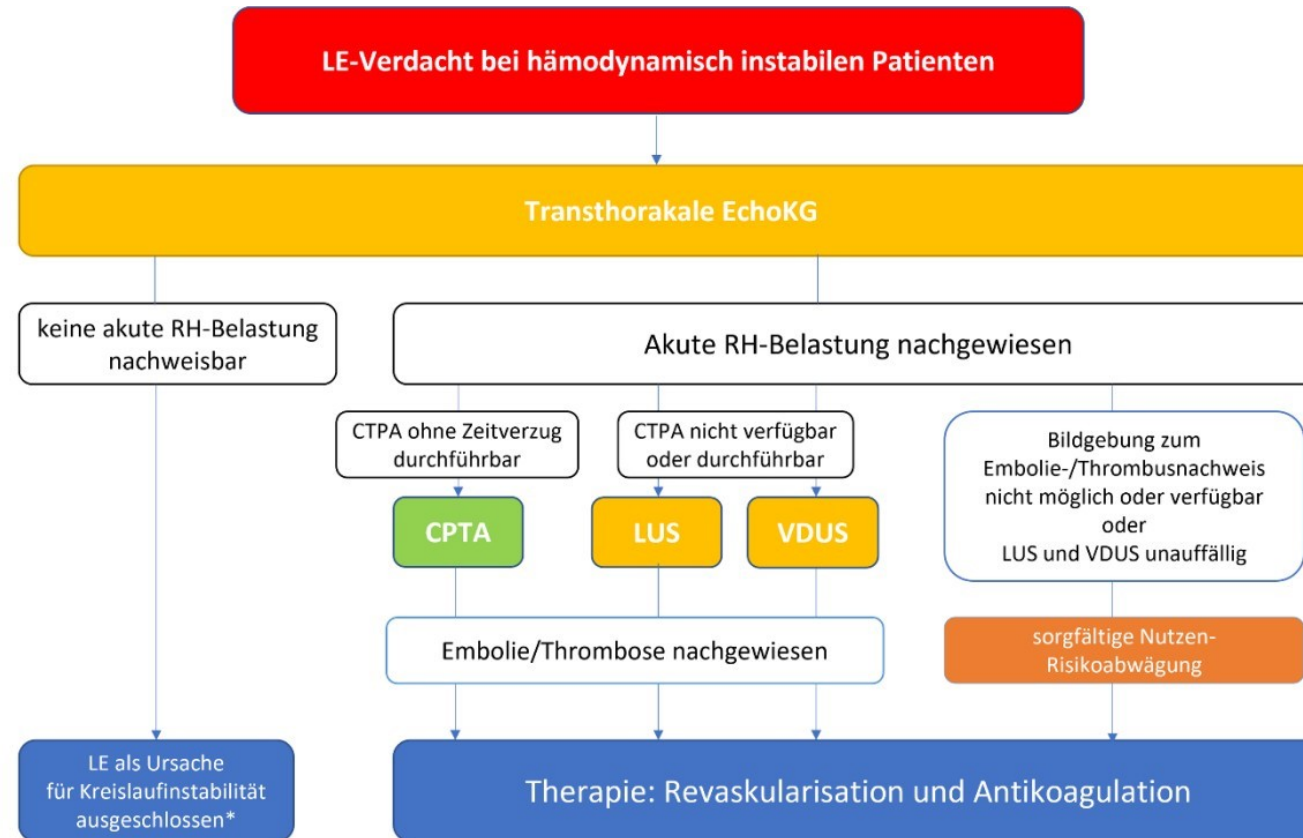 LE-Verdacht bei hämodynamisch instabilen Patienten
Transthorakale EchoKG
keine akute RH-Belastung
nachweisbar
Akute RH-Belastung nachgewiesen
CTPA ohne Zeitverzug
durchführbar
CTPA nicht verfügbar
oder durchführbar
Bildgebung zum
Embolie-/Thrombusnachweis
nicht möglich oder verfügbar
oder
LUS und VDUS unauffällig
CPTA
LUS
VDUS
Embolie/Thrombose nachgewiesen
sorgfältige Nutzen-
Risikoabwägung
LE als Ursache
für Kreislaufinstabilität
ausgeschlossen*
Therapie: Revaskularisation und Antikoagulation